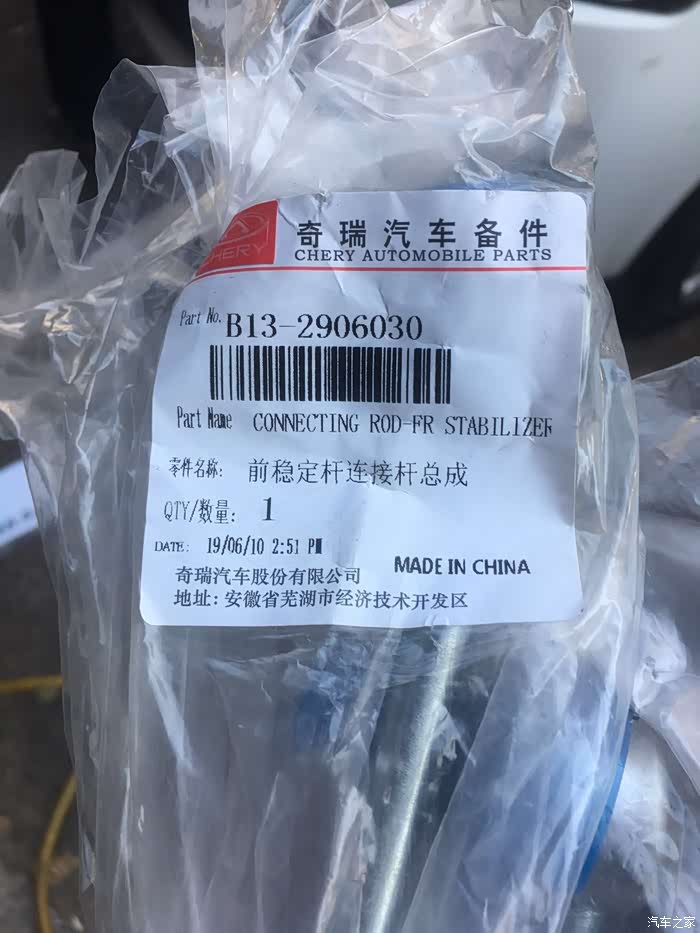 CHERY
奇瑞汽车备件
CHERY AUTOMOBILE PARTS
Part No. B13-2906030
Part Name CONNECTING ROD-FR STABILIZER
零件名称: 前稳定杆连接杆总成
QTY/数量: 1
DATE: 19/06/10 2:51 PM
MADE IN CHINA
奇瑞汽车股份有限公司
地址: 安徽省芜湖市经济技术开发区
汽车之家